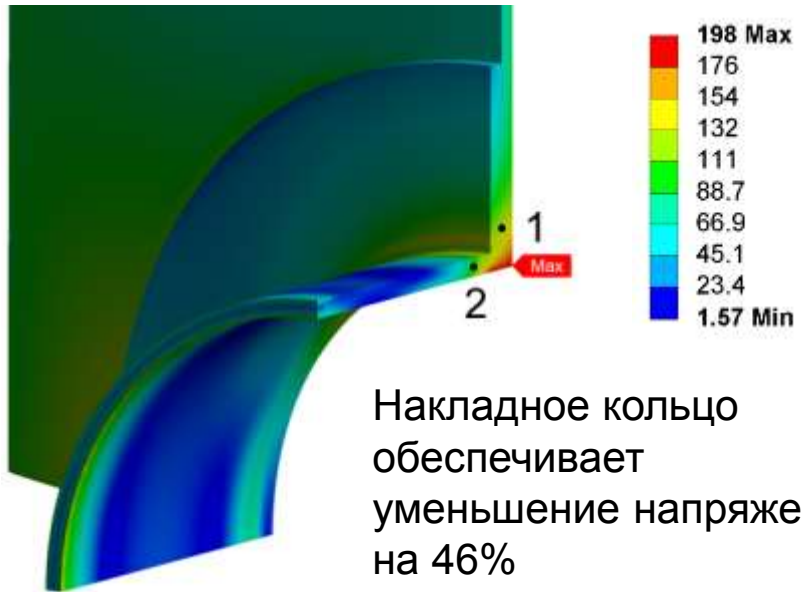 198 Max
176
154
132
111
88.7
66.9
45.1
23.4
1.57 Min
1
Max
2
Накладное кольцо
обеспечивает
уменьшение напряже
на 46%